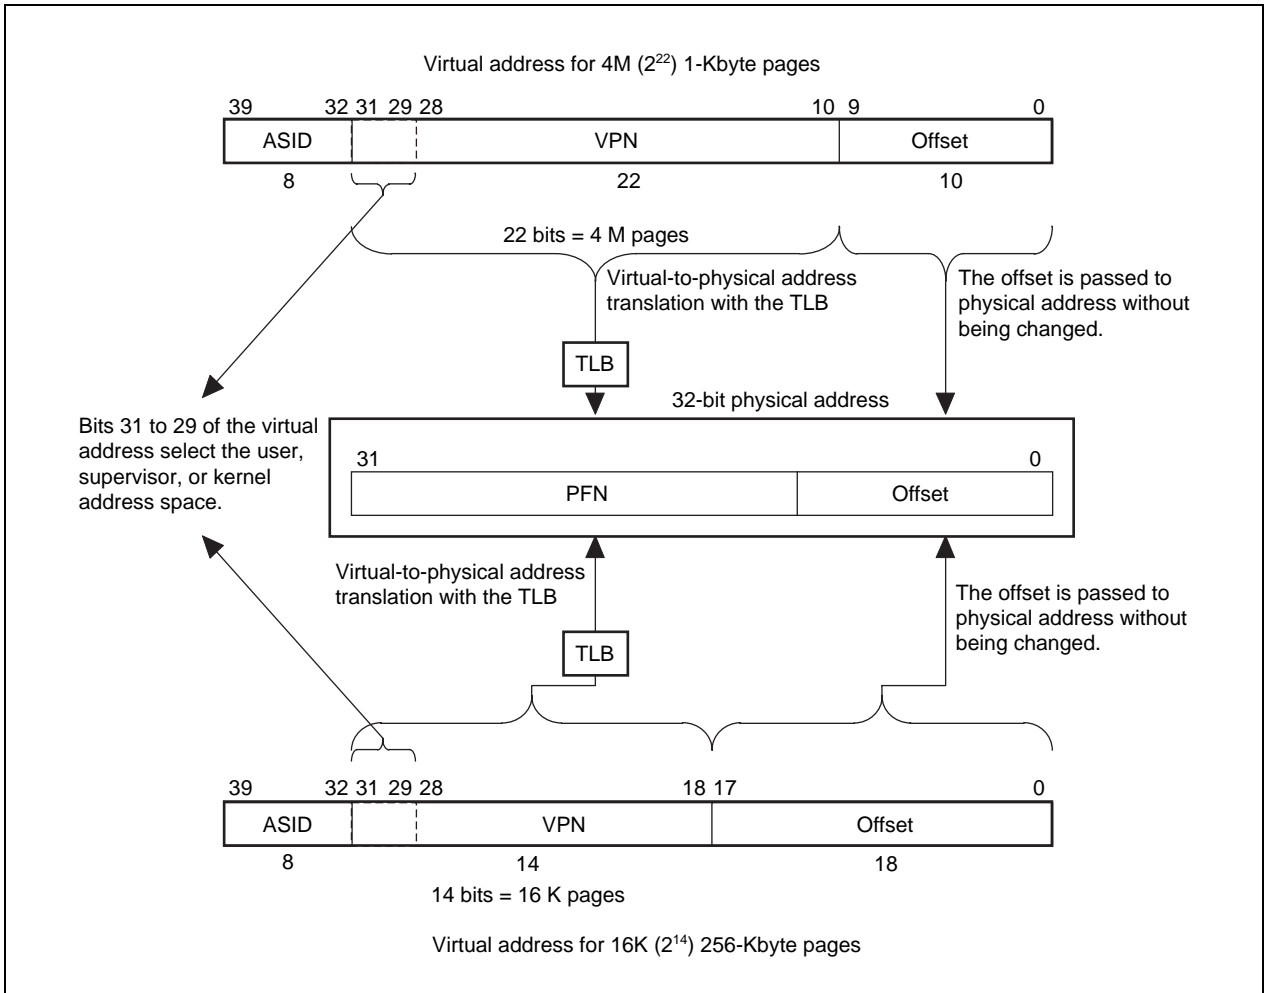 Virtual address for 4M (2²²) 1-Kbyte pages
39 32 31 29 28 10 9 0
ASID VPN Offset
8 22 10
22 bits = 4 M pages
Virtual-to-physical address
translation with the TLB
The offset is passed to
physical address without
being changed.
TLB
32-bit physical address
Bits 31 to 29 of the virtual
address select the user,
supervisor, or kernel
address space.
31 0
PFN Offset
Virtual-to-physical address
translation with the TLB
The offset is passed to
physical address without
being changed.
TLB
39 32 31 29 28 18 17 0
ASID VPN Offset
8 14 18
14 bits = 16 K pages
Virtual address for 16K (2¹⁴) 256-Kbyte pages